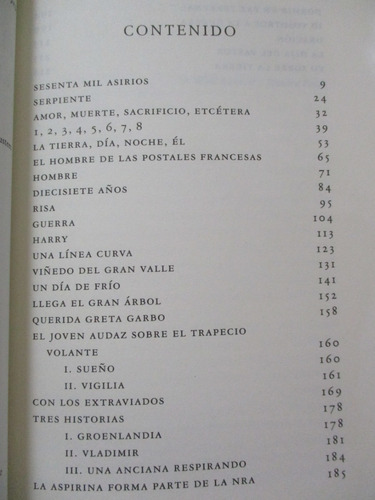 CONTENIDO
SESENTA MIL ASIRIOS 9
SERPIENTE 24
AMOR, MUERTE, SACRIFICIO, ETCÉTERA 32
1, 2, 3, 4, 5, 6, 7, 8 39
LA TIERRA, DÍA, NOCHE, ÉL 53
EL HOMBRE DE LAS POSTALES FRANCESAS 65
HOMBRE 71
DIECISIETE AÑOS 84
RISA 95
GUERRA 104
HARRY 113
UNA LÍNEA CURVA 123
VIÑEDO DEL GRAN VALLE 131
UN DÍA DE FRÍO 141
LLEGA EL GRAN ÁRBOL 152
QUERIDA GRETA GARBO 158
EL JOVEN AUDAZ SOBRE EL TRAPECIO
VOLANTE 160
I. SUEÑO 160
II. VIGILIA 161
CON LOS EXTRAVIADOS 169
TRES HISTORIAS 178
I. GROENLANDIA 178
II. VLADIMIR 181
III. UNA ANCIANA RESPIRANDO 184
LA ASPIRINA FORMA PARTE DE LA NRA 185